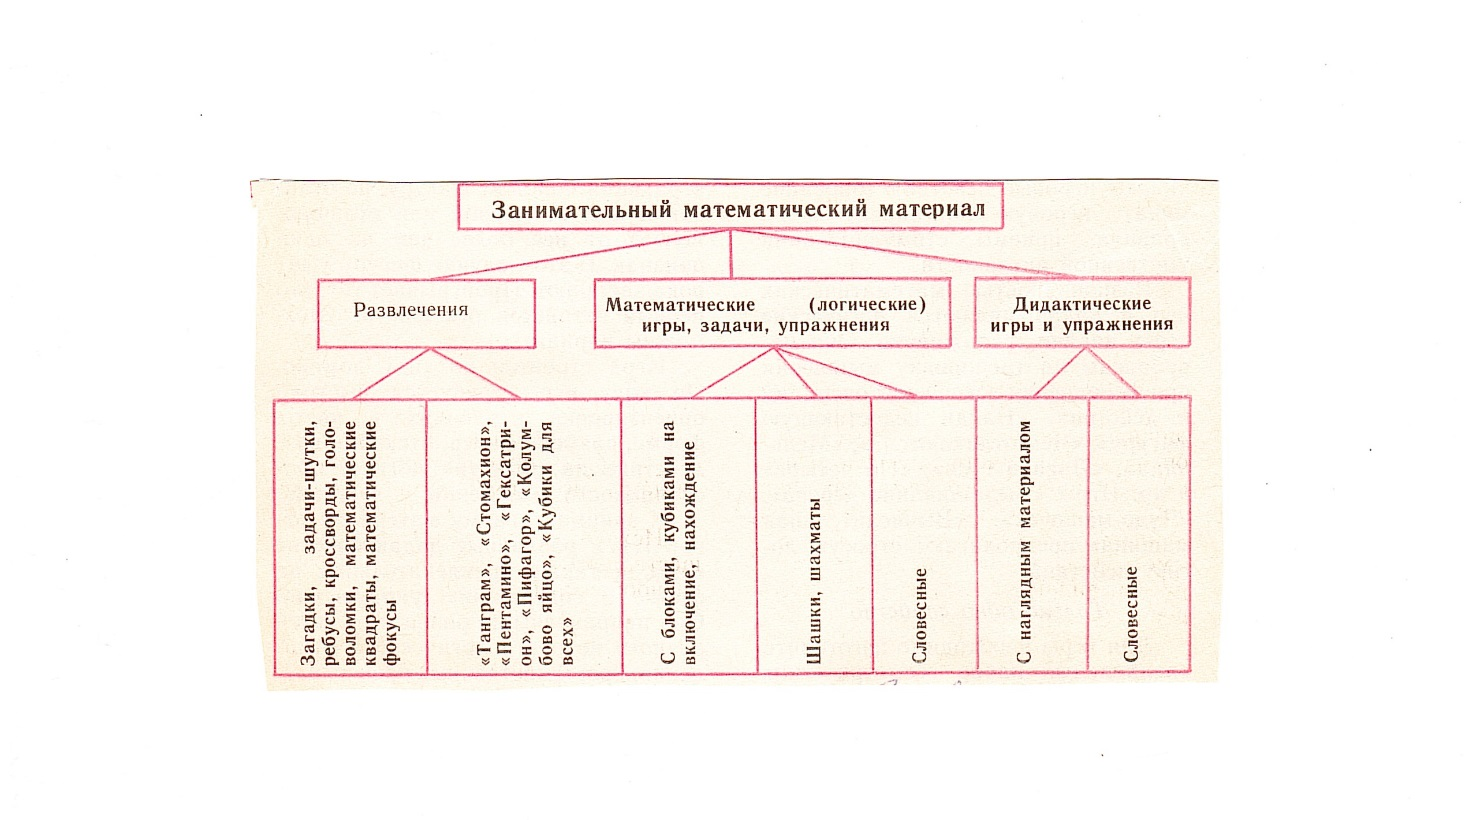 Занимательный математический материал
Развлечения
Математические (логические)
игры, задачи, упражнения
Дидактические
игры и упражнения
Загадки, задачи-шутки,
ребусы, кроссворды, голо-
воломки, математические
квадраты, математические
фокусы
«Танграм», «Стомахион»,
«Пентамино», «Гексатри-
он», «Пифагор», «Колум-
бово яйцо», «Кубики для
всех»
С блоками, кубиками на
включение, нахождение
Шашки, шахматы
Словесные
С наглядным материалом
Словесные